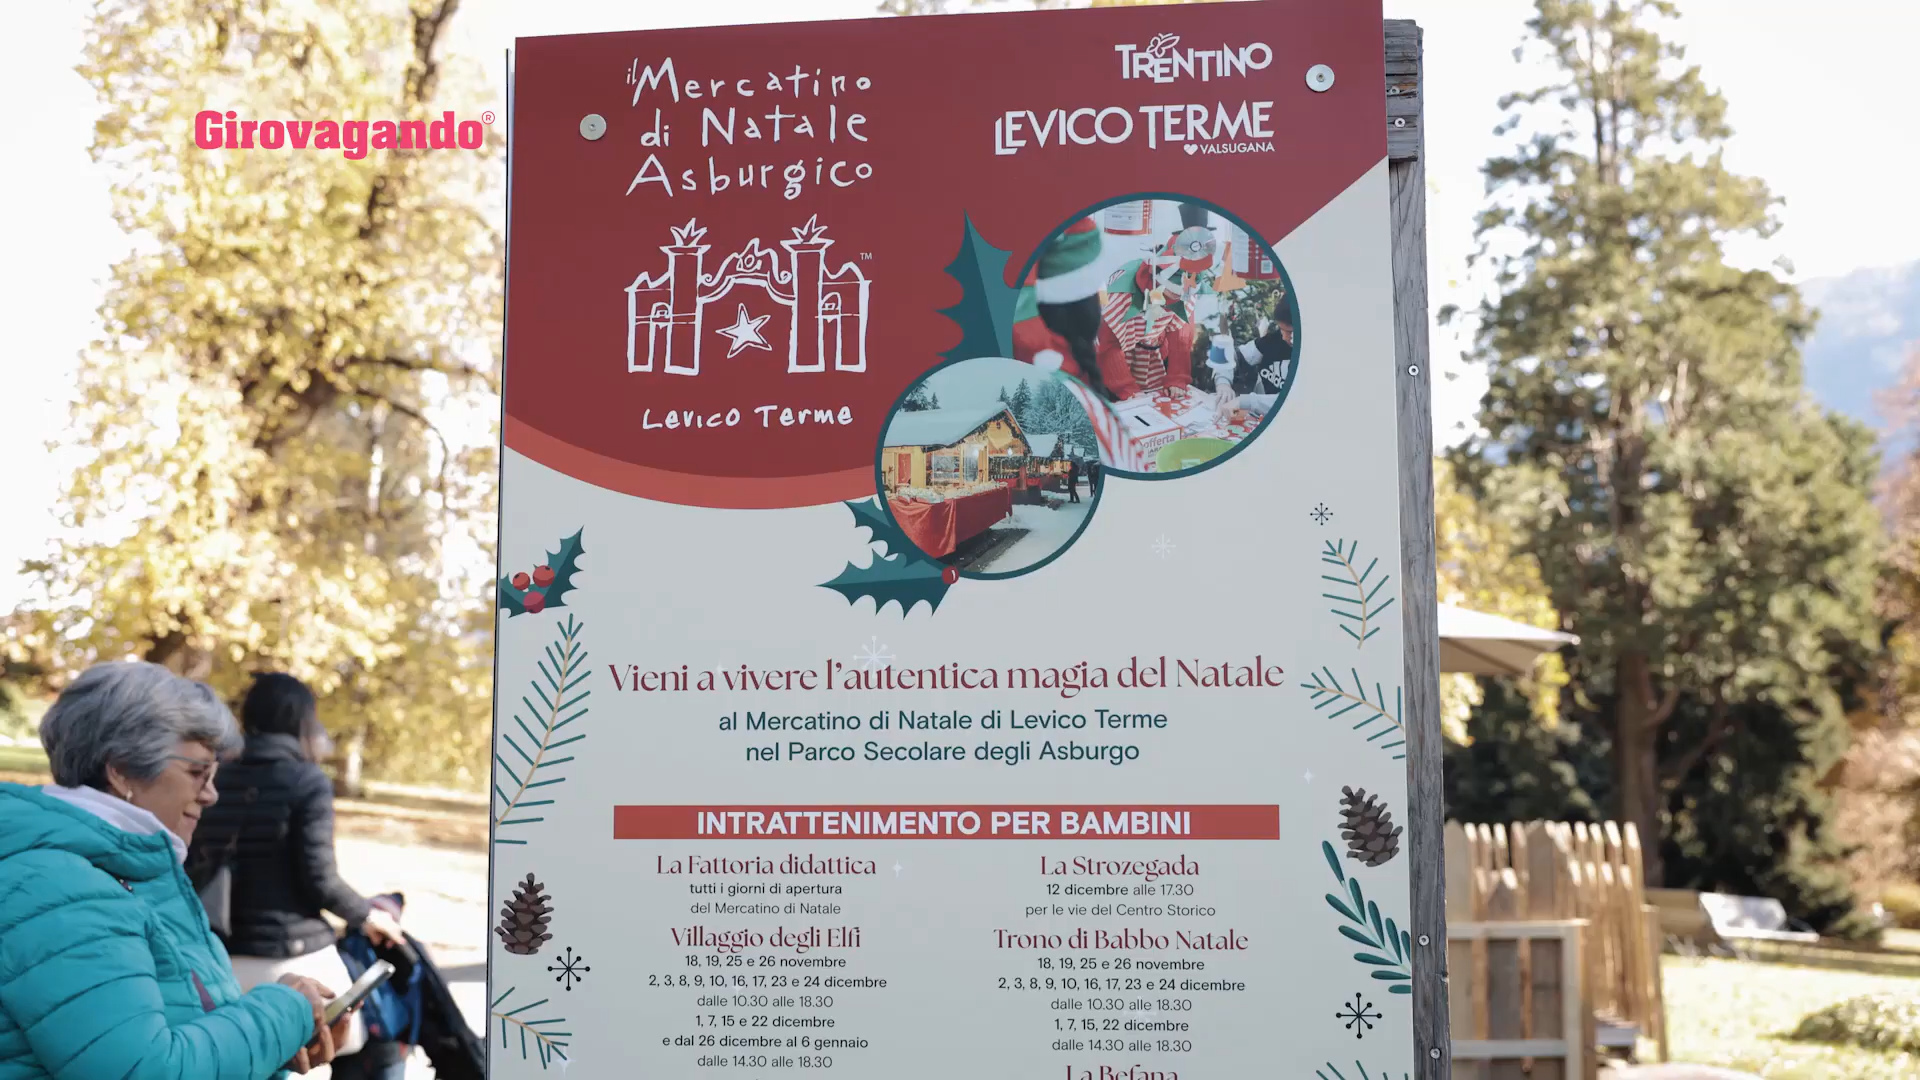 Girovagando®
il Mercatino
di Natale
Asburgico
TM
Levico Terme
TRENTINO
LEVICO TERME
VALSUGANA
offerta
adidas
Vieni a vivere l'autentica magia del Natale
al Mercatino di Natale di Levico Terme
nel Parco Secolare degli Asburgo
INTRATTENIMENTO PER BAMBINI
La Fattoria didattica
tutti i giorni di apertura
del Mercatino di Natale
Villaggio degli Elfi
18, 19, 25 e 26 novembre
2, 3, 8, 9, 10, 16, 17, 23 e 24 dicembre
dalle 10.30 alle 18.30
1, 7, 15 e 22 dicembre
e dal 26 dicembre al 6 gennaio
dalle 14.30 alle 18.30
La Strozegada
12 dicembre alle 17.30
per le vie del Centro Storico
Trono di Babbo Natale
18, 19, 25 e 26 novembre
2, 3, 8, 9, 10, 16, 17, 23 e 24 dicembre
dalle 10.30 alle 18.30
1, 7, 15, 22 dicembre
dalle 14.30 alle 18.30
La Befana